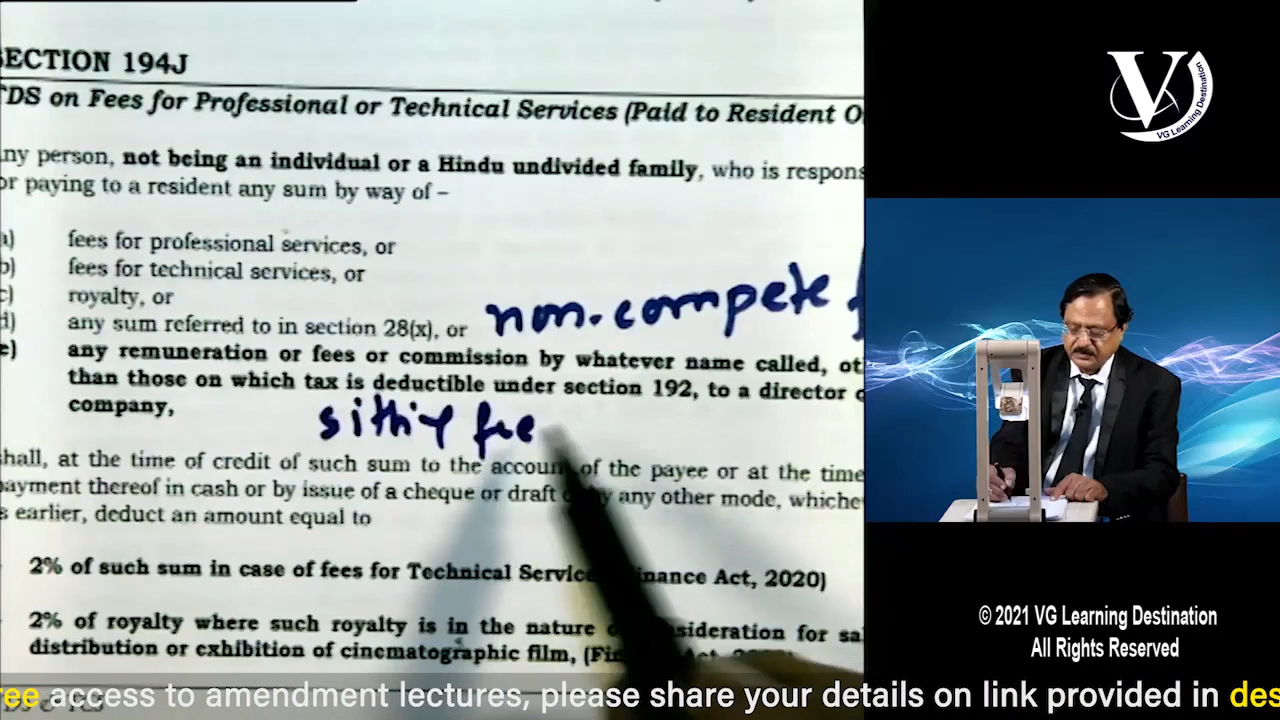 SECTION 194J
TDS on Fees for Professional or Technical Services (Paid to Resident O
ny person, not being an individual or a Hindu undivided family, who is respons
or paying to a resident any sum by way of –
a) fees for professional services, or
b) fees for technical services, or
c) royalty, or
d) any sum referred to in section 28(x), or non-compete f
e) any remuneration or fees or commission by whatever name called, ot
than those on which tax is deductible under section 192, to a director o
company,
sitting fee
hall, at the time of credit of such sum to the account of the payee or at the time
payment thereof in cash or by issue of a cheque or draft by any other mode, whiche
s earlier, deduct an amount equal to
2% of such sum in case of fees for Technical Service Finance Act, 2020)
2% of royalty where such royalty is in the nature consideration for sa
distribution or exhibition of cinematographic film,
ree access to amendment lectures, please share your details on link provided in des
V
VG Learning Destination
© 2021 VG Learning Destination
All Rights Reserved